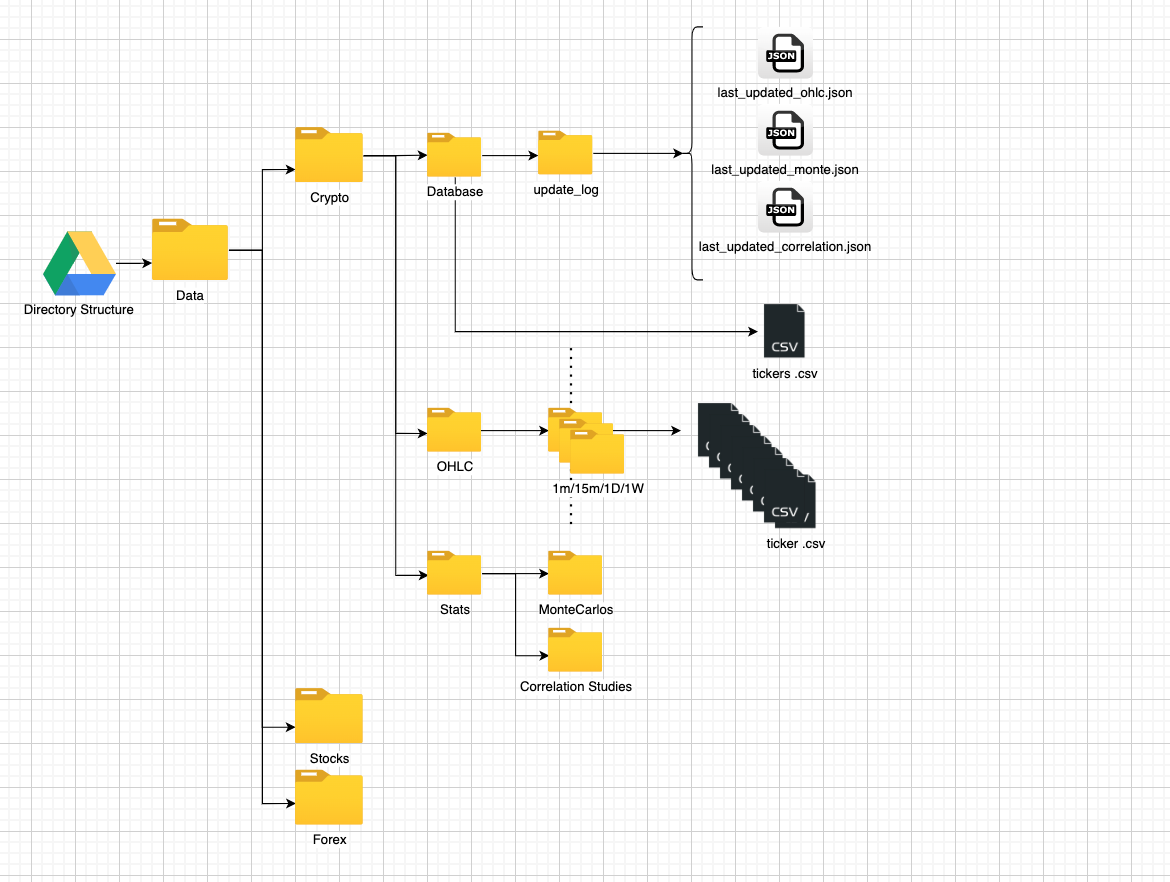 JSON
last_updated_ohlc.json
JSON
last_updated_monte.json
JSON
last_updated_correlation.json
Crypto
Database
update_log
Data
Directory Structure
CSV
tickers .csv
OHLC
1m/15m/1D/1W
CSV
ticker .csv
Stats
MonteCarlos
Correlation Studies
Stocks
Forex